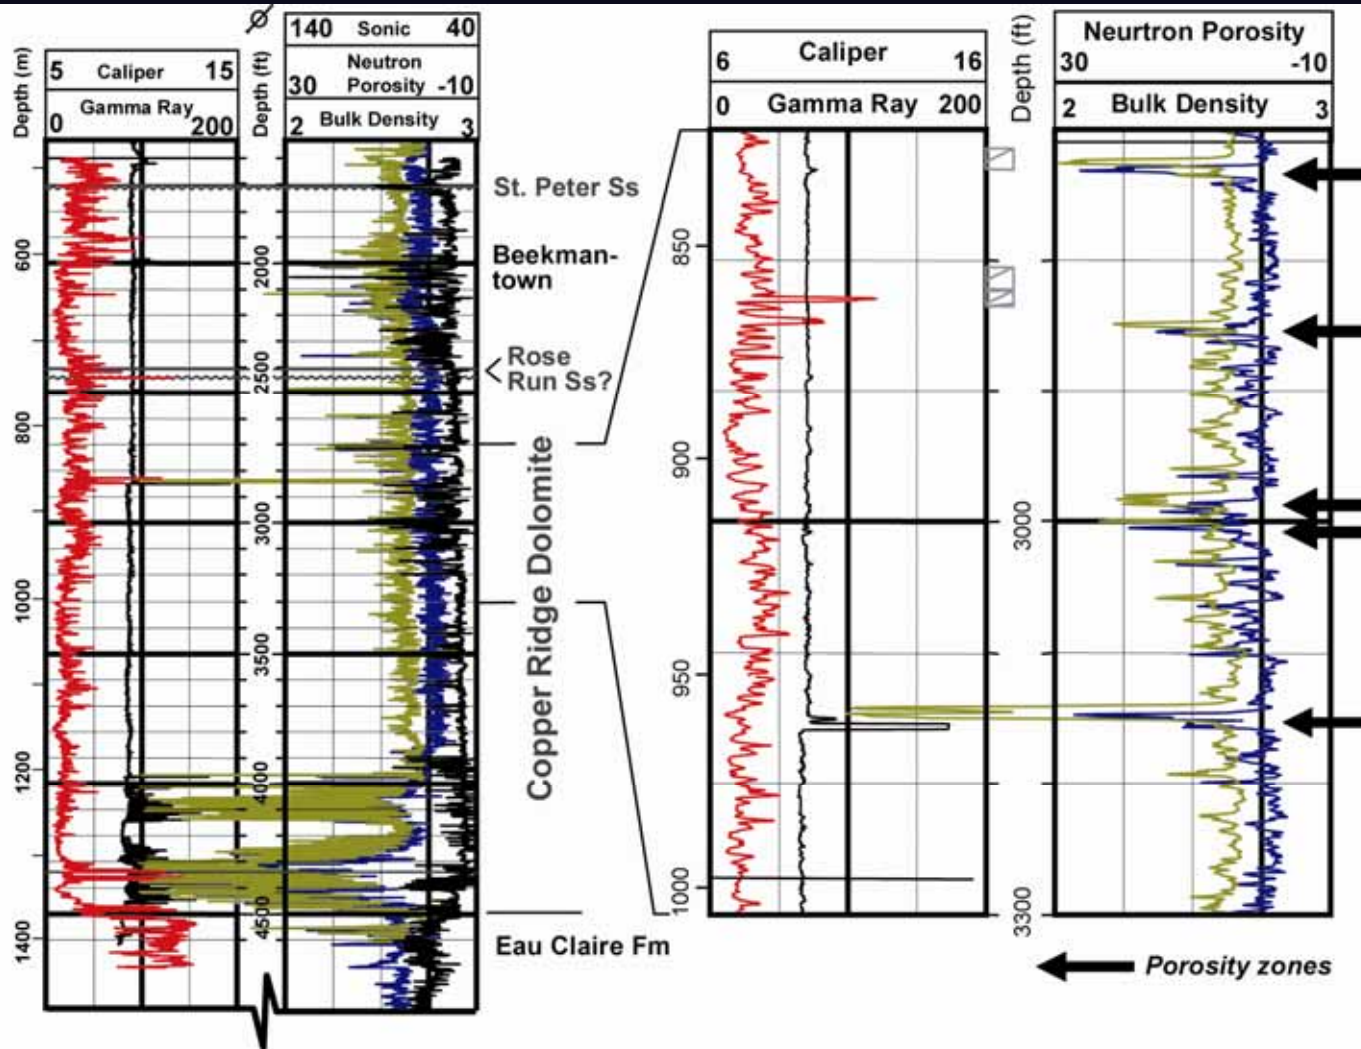 140 Sonic 40
5 Caliper 15
Neutron
30 Porosity -10
Gamma Ray
0 200
2 Bulk Density 3
Depth (m)
Depth (ft)
600
800
1000
1200
1400
2000
2500
3000
3500
4000
4500
St. Peter Ss
Beekman-
town
Rose
Run Ss?
Copper Ridge Dolomite
Eau Claire Fm
6 Caliper 16
0 Gamma Ray 200
Depth (ft)
Neurtron Porosity
30 -10
2 Bulk Density 3
850
900
950
1000
3000
3300
Porosity zones